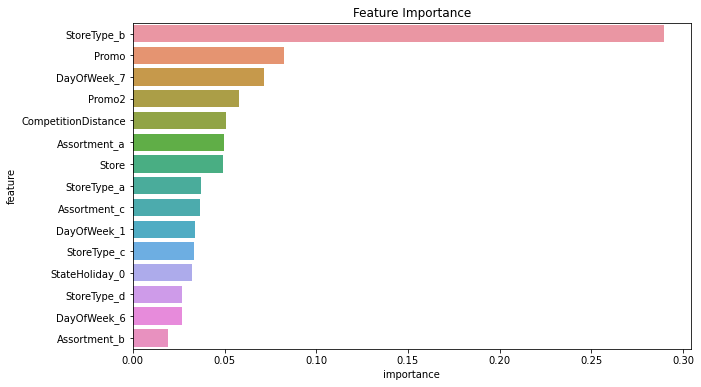 Feature Importance
StoreType_b
Promo
DayOfWeek_7
Promo2
CompetitionDistance
Assortment_a
Store
StoreType_a
Assortment_c
DayOfWeek_1
StoreType_c
StateHoliday_0
StoreType_d
DayOfWeek_6
Assortment_b
feature
0.00 0.05 0.10 0.15 0.20 0.25 0.30
importance